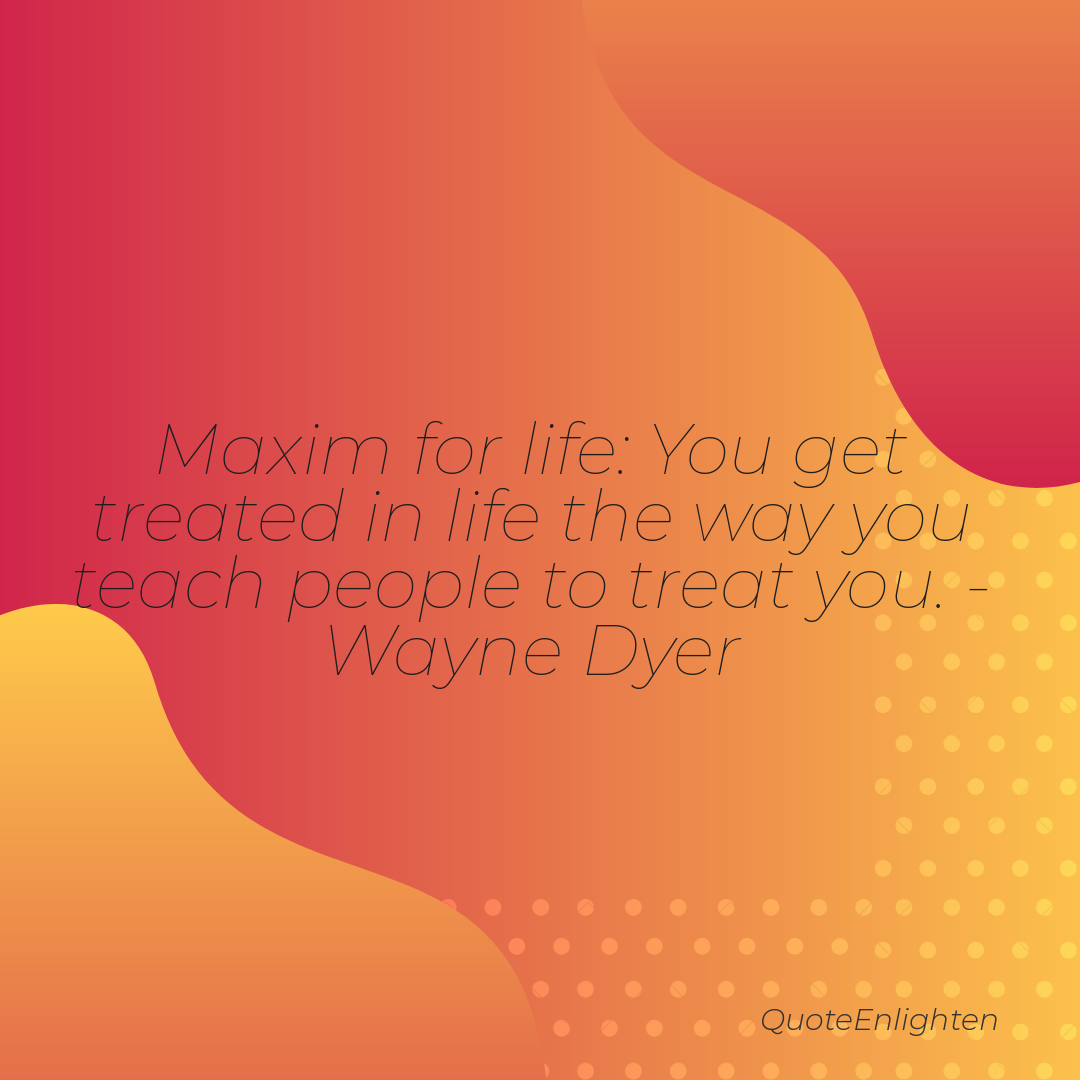 Maxim for life: You get
treated in life the way you
teach people to treat you. -
Wayne Dyer
QuoteEnlighten